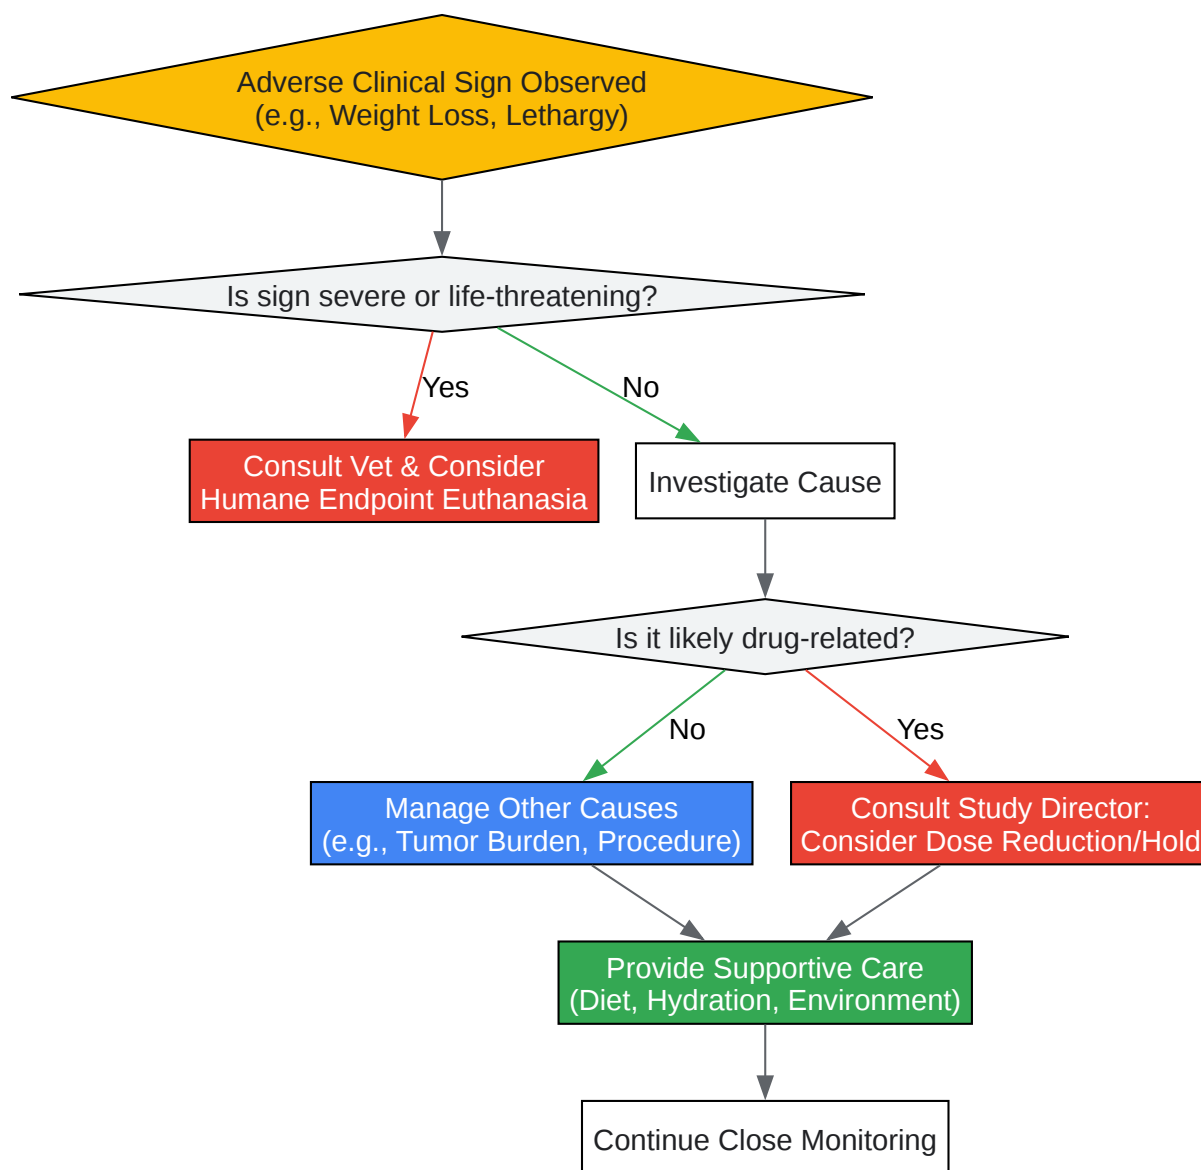 Adverse Clinical Sign Observed
(e.g., Weight Loss, Lethargy)
Is sign severe or life-threatening?
Yes
No
Consult Vet & Consider
Humane Endpoint Euthanasia
Investigate Cause
Is it likely drug-related?
No
Yes
Manage Other Causes
(e.g., Tumor Burden, Procedure)
Consult Study Director:
Consider Dose Reduction/Hold
Provide Supportive Care
(Diet, Hydration, Environment)
Continue Close Monitoring